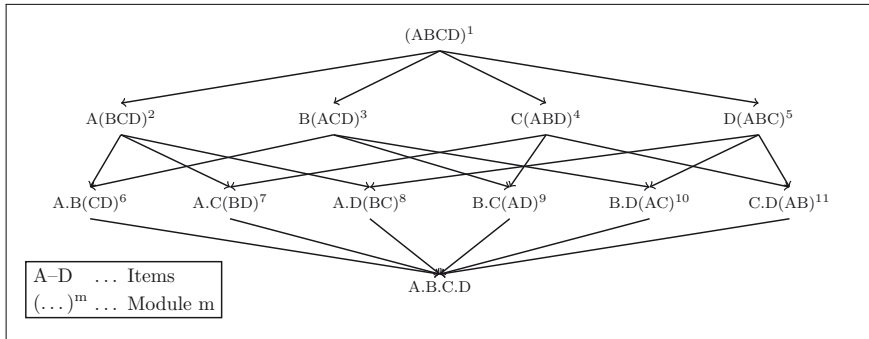 (ABCD)¹
A(BCD)² B(ACD)³ C(ABD)⁴ D(ABC)⁵
A.B(CD)⁶ A.C(BD)⁷ A.D(BC)⁸ B.C(AD)⁹ B.D(AC)¹⁰ C.D(AB)¹¹
A.B.C.D
A–D ... Items
(...)ᵐ ... Module m